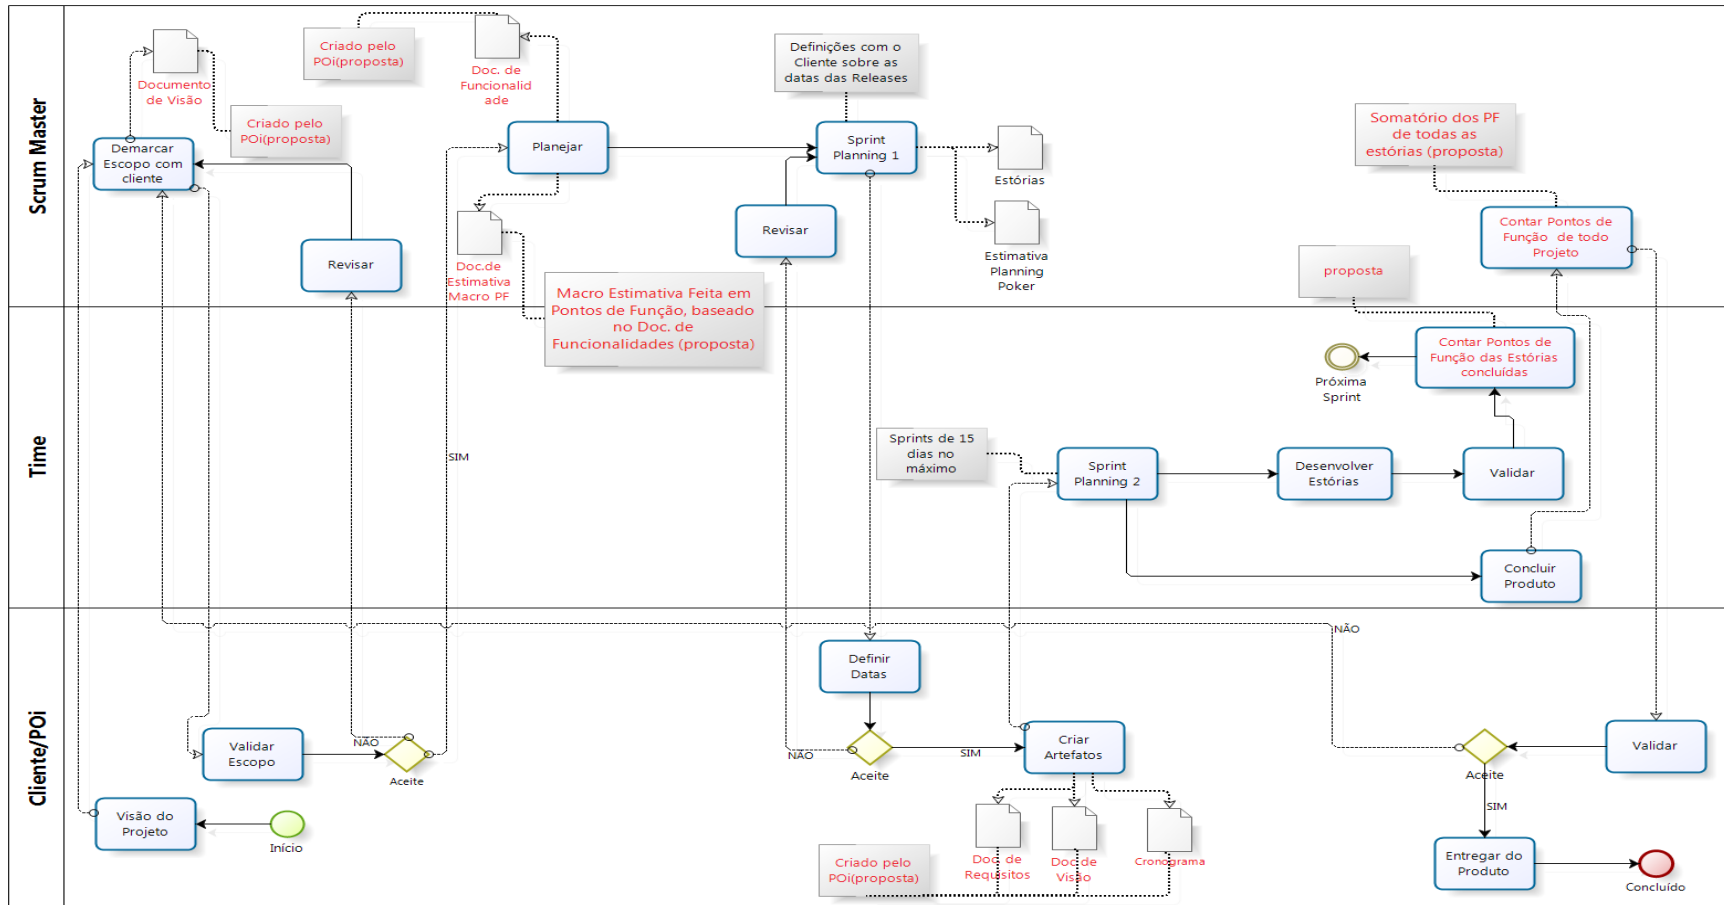 Scrum Master
Documento
de Visão
Criado pelo
POi(proposta)
Demarcar
Escopo com
cliente
Revisar
Criado pelo
POi(proposta)
Doc. de
Funcionalid
ade
Planejar
Doc.de
Estimativa
Macro PF
Macro Estimativa Feita em
Pontos de Função, baseado
no Doc. de
Funcionalidades (proposta)
Definições com o
Cliente sobre as
datas das Releases
Sprint
Planning 1
Revisar
Estórias
Estimativa
Planning
Poker
Somatório dos PF
de todas as
estórias (proposta)
Contar Pontos de
Função de todo
Projeto
proposta
Time
SIM
Contar Pontos de
Função das Estórias
concluídas
Próxima
Sprint
Sprints de 15
dias no
máximo
Sprint
Planning 2
Desenvolver
Estórias
Validar
Concluir
Produto
Cliente/POi
Visão do
Projeto
Início
Validar
Escopo
NÃO
Aceite
Definir
Datas
NÃO
Aceite
SIM
Criar
Artefatos
Criado pelo
POi(proposta)
Doc. de
Requisitos
Doc de
Visão
Cronograma
NÃO
Aceite
Validar
SIM
Entregar do
Produto
Concluído